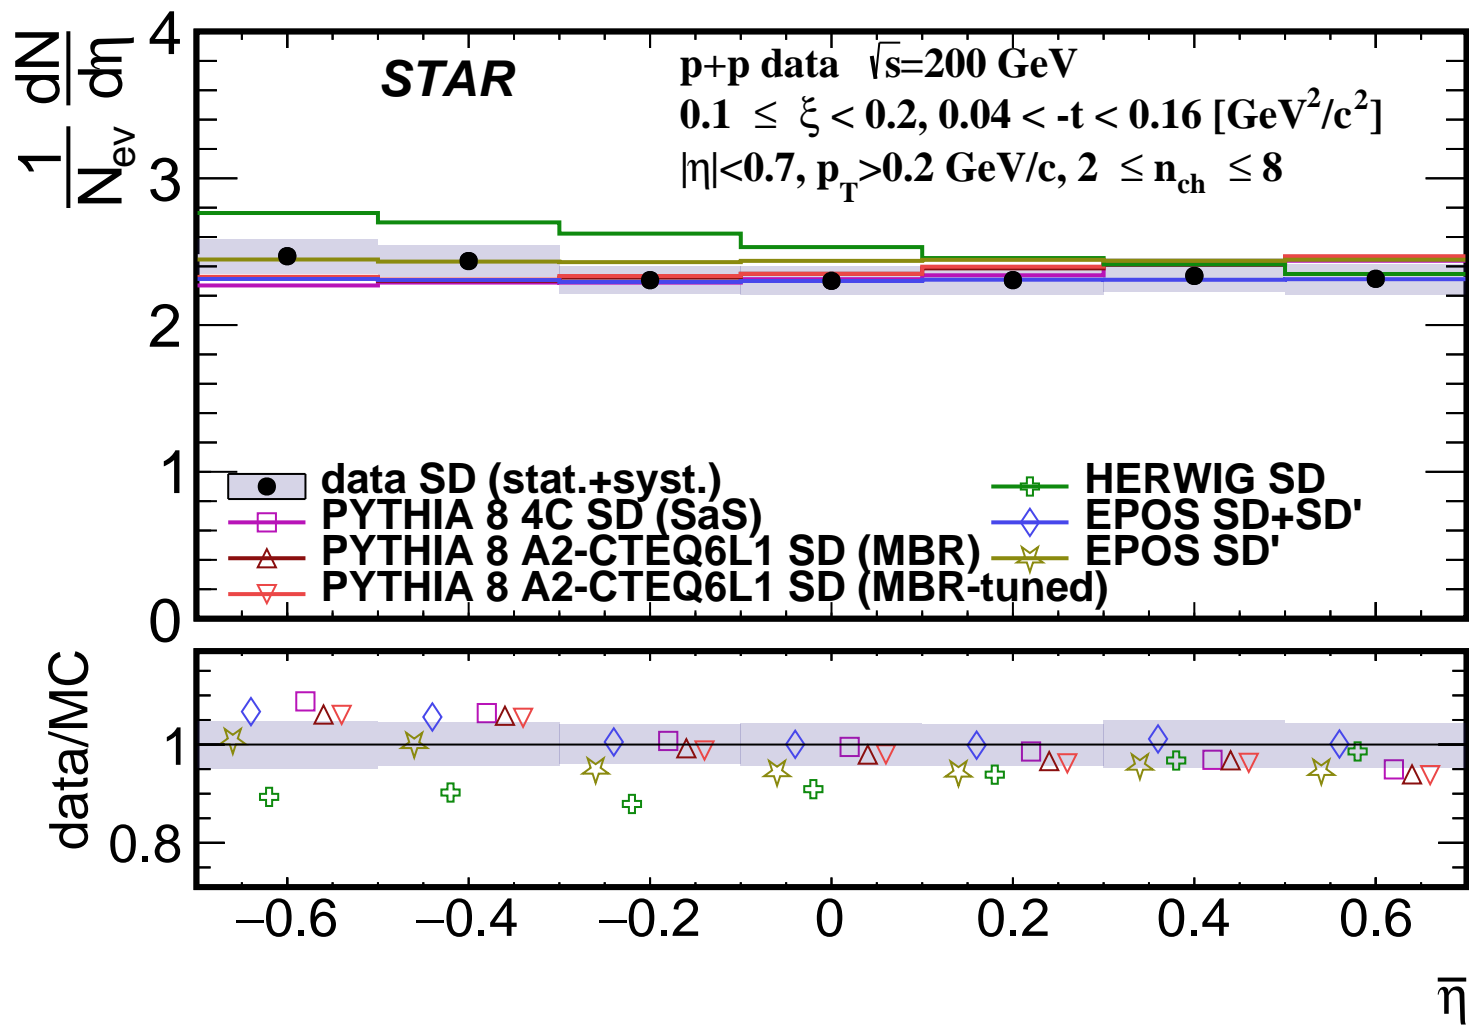 1/N_ev dN/dη
STAR
p+p data √s=200 GeV
0.1 ≤ ξ < 0.2, 0.04 < -t < 0.16 [GeV²/c²]
|η|<0.7, p_T>0.2 GeV/c, 2 ≤ n_ch ≤ 8
4
3
2
1
0
data SD (stat.+syst.)
PYTHIA 8 4C SD (SaS)
PYTHIA 8 A2-CTEQ6L1 SD (MBR)
PYTHIA 8 A2-CTEQ6L1 SD (MBR-tuned)
HERWIG SD
EPOS SD+SD'
EPOS SD'
data/MC
1
0.8
−0.6 −0.4 −0.2 0 0.2 0.4 0.6
η̅